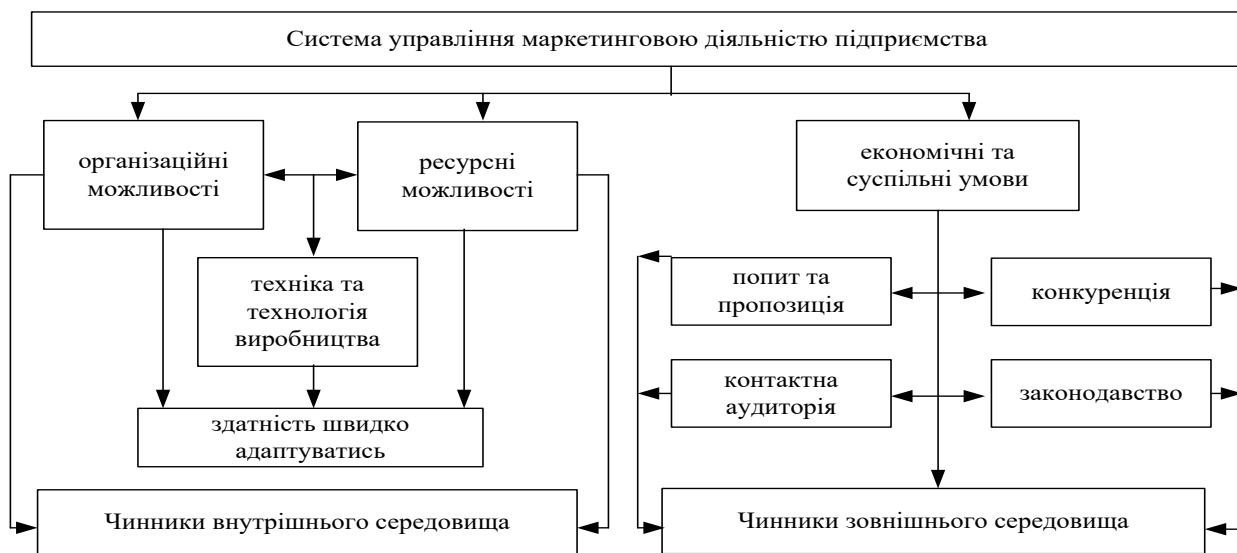 Система управління маркетинговою діяльністю підприємства
організаційні
можливості
ресурсні
можливості
економічні та
суспільні умови
техніка та
технологія
виробництва
попит та
пропозиція
конкуренція
контактна
аудиторія
законодавство
здатність швидко
адаптуватись
Чинники внутрішнього середовища
Чинники зовнішнього середовища